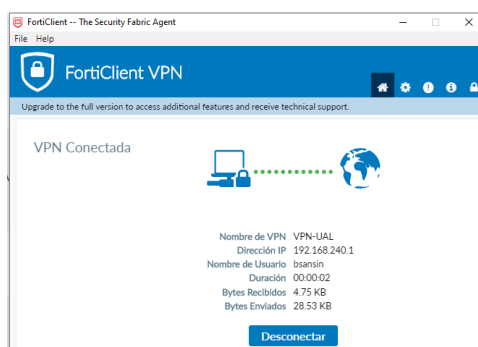 FortiClient -- The Security Fabric Agent
File Help
FortiClient VPN
Upgrade to the full version to access additional features and receive technical support.
VPN Conectada
Nombre de VPN VPN-UAL
Dirección IP 192.168.240.1
Nombre de Usuario bsansin
Duración 00:00:02
Bytes Recibidos 4.75 KB
Bytes Enviados 28.53 KB
Desconectar